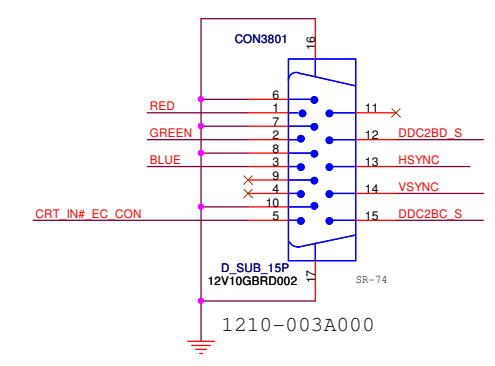 CON3801
16
6
RED 1 11
7
GREEN 2 12 DDC2BD_S
8
BLUE 3 13 HSYNC
9
4 14 VSYNC
10
CRT_IN#_EC_CON 5 15 DDC2BC_S
D_SUB_15P
12V10GBRD002 17 SR-74
1210-003A000